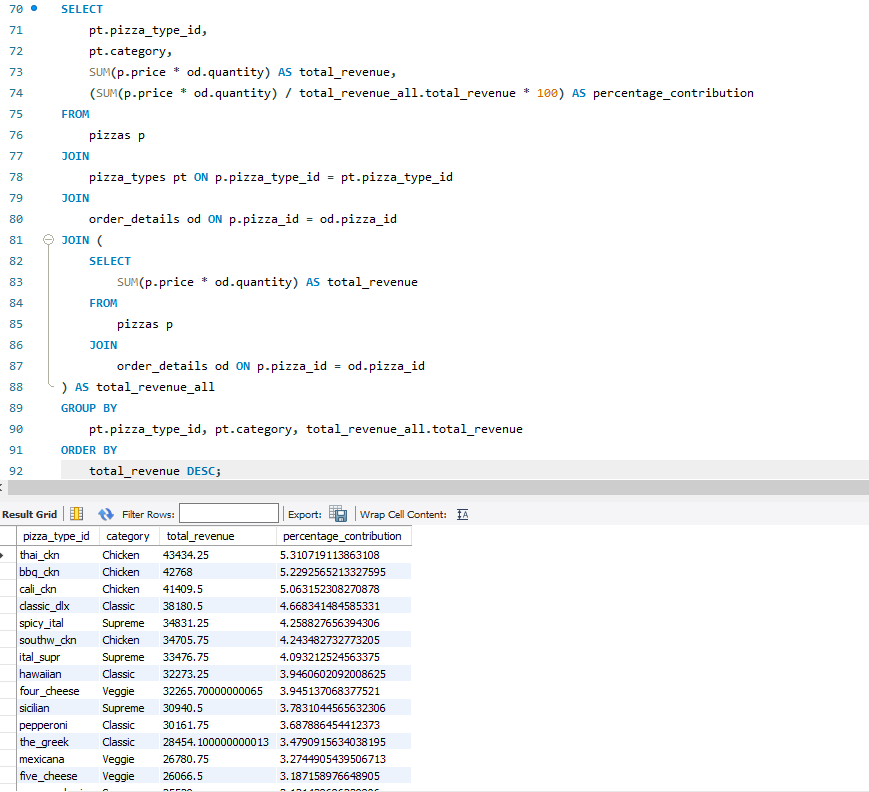 70 SELECT
71 pt.pizza_type_id,
72 pt.category,
73 SUM(p.price * od.quantity) AS total_revenue,
74 (SUM(p.price * od.quantity) / total_revenue_all.total_revenue * 100) AS percentage_contribution
75 FROM
76 pizzas p
77 JOIN
78 pizza_types pt ON p.pizza_type_id = pt.pizza_type_id
79 JOIN
80 order_details od ON p.pizza_id = od.pizza_id
81 JOIN (
82 SELECT
83 SUM(p.price * od.quantity) AS total_revenue
84 FROM
85 pizzas p
86 JOIN
87 order_details od ON p.pizza_id = od.pizza_id
88 ) AS total_revenue_all
89 GROUP BY
90 pt.pizza_type_id, pt.category, total_revenue_all.total_revenue
91 ORDER BY
92 total_revenue DESC;
Result Grid Filter Rows: Export: Wrap Cell Content:
pizza_type_id category total_revenue percentage_contribution
thai_ckn Chicken 43434.25 5.310719113863108
bbq_ckn Chicken 42768 5.2292565213327595
cali_ckn Chicken 41409.5 5.063152308270878
classic_dlx Classic 38180.5 4.668341484585331
spicy_ital Supreme 34831.25 4.258827656394306
southw_ckn Chicken 34705.75 4.243482732773205
ital_supr Supreme 33476.75 4.093212524563375
hawaiian Classic 32273.25 3.9460602092008625
four_cheese Veggie 32265.70000000065 3.945137068377521
sicilian Supreme 30940.5 3.7831044565632306
pepperoni Classic 30161.75 3.687886454412373
the_greek Classic 28454.100000000013 3.4790915634038195
mexicana Veggie 26780.75 3.2744905439506713
five_cheese Veggie 26066.5 3.187158976648905